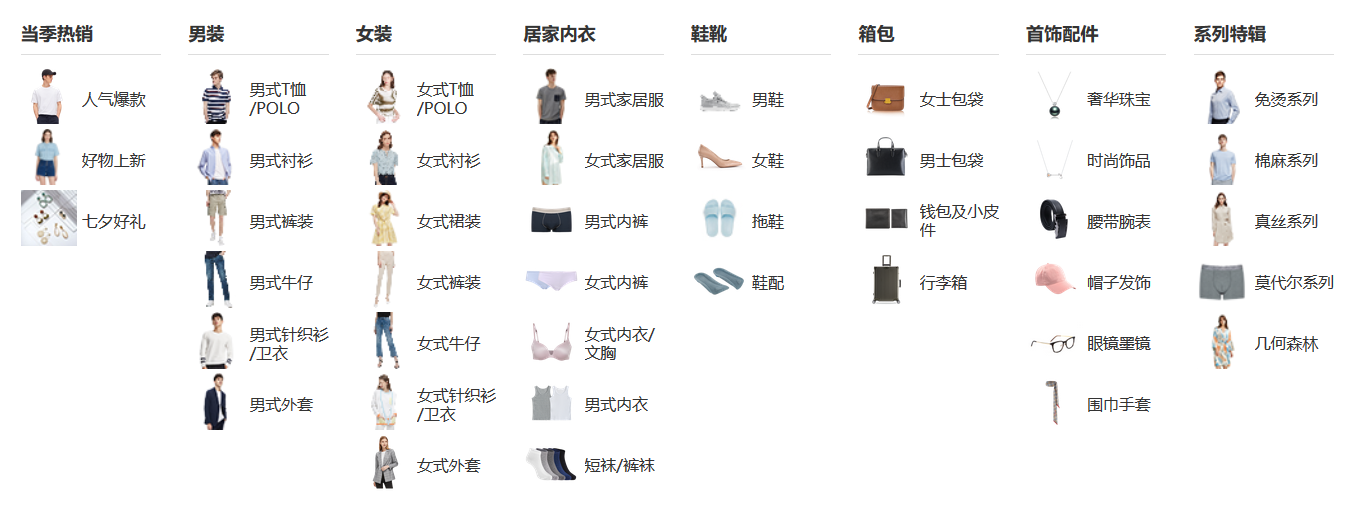 当季热销
人气爆款
好物上新
七夕好礼
男装
男式T恤
/POLO
男式衬衫
男式裤装
男式牛仔
男式针织衫
/卫衣
男式外套
女装
女式T恤
/POLO
女式衬衫
女式裙装
女式裤装
女式牛仔
女式针织衫
/卫衣
女式外套
居家内衣
男式家居服
女式家居服
男式内裤
女式内裤
女式内衣/
文胸
男式内衣
短袜/裤袜
鞋靴
男鞋
女鞋
拖鞋
鞋配
箱包
女士包袋
男士包袋
钱包及小皮
件
行李箱
首饰配件
奢华珠宝
时尚饰品
腰带腕表
帽子发饰
眼镜墨镜
围巾手套
系列特辑
免烫系列
棉麻系列
真丝系列
莫代尔系列
几何森林